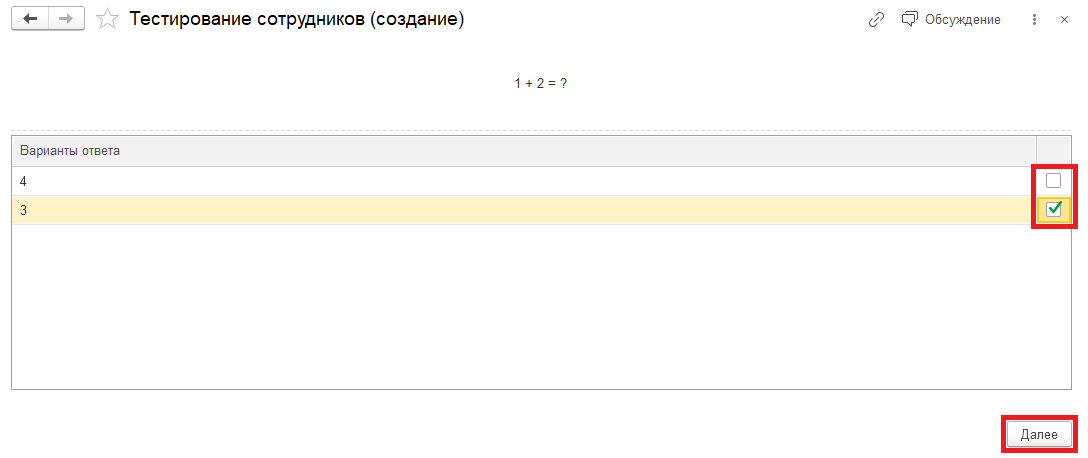 Тестирование сотрудников (создание)
Обсуждение
1 + 2 = ?
Варианты ответа
4
3
Далее